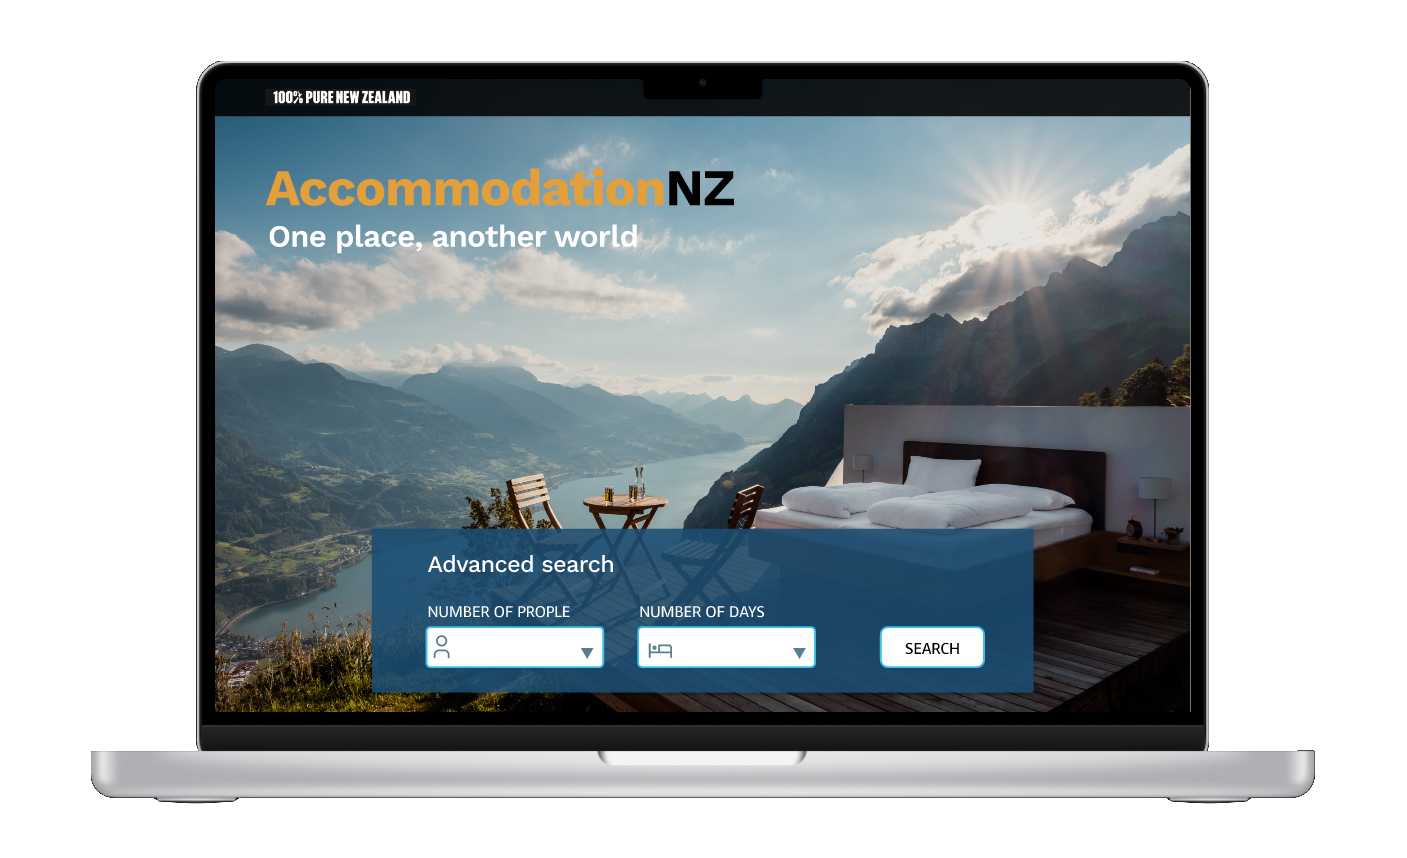 100% PURE NEW ZEALAND
AccommodationNZ
One place, another world
Advanced search
NUMBER OF PROPLE
NUMBER OF DAYS
SEARCH